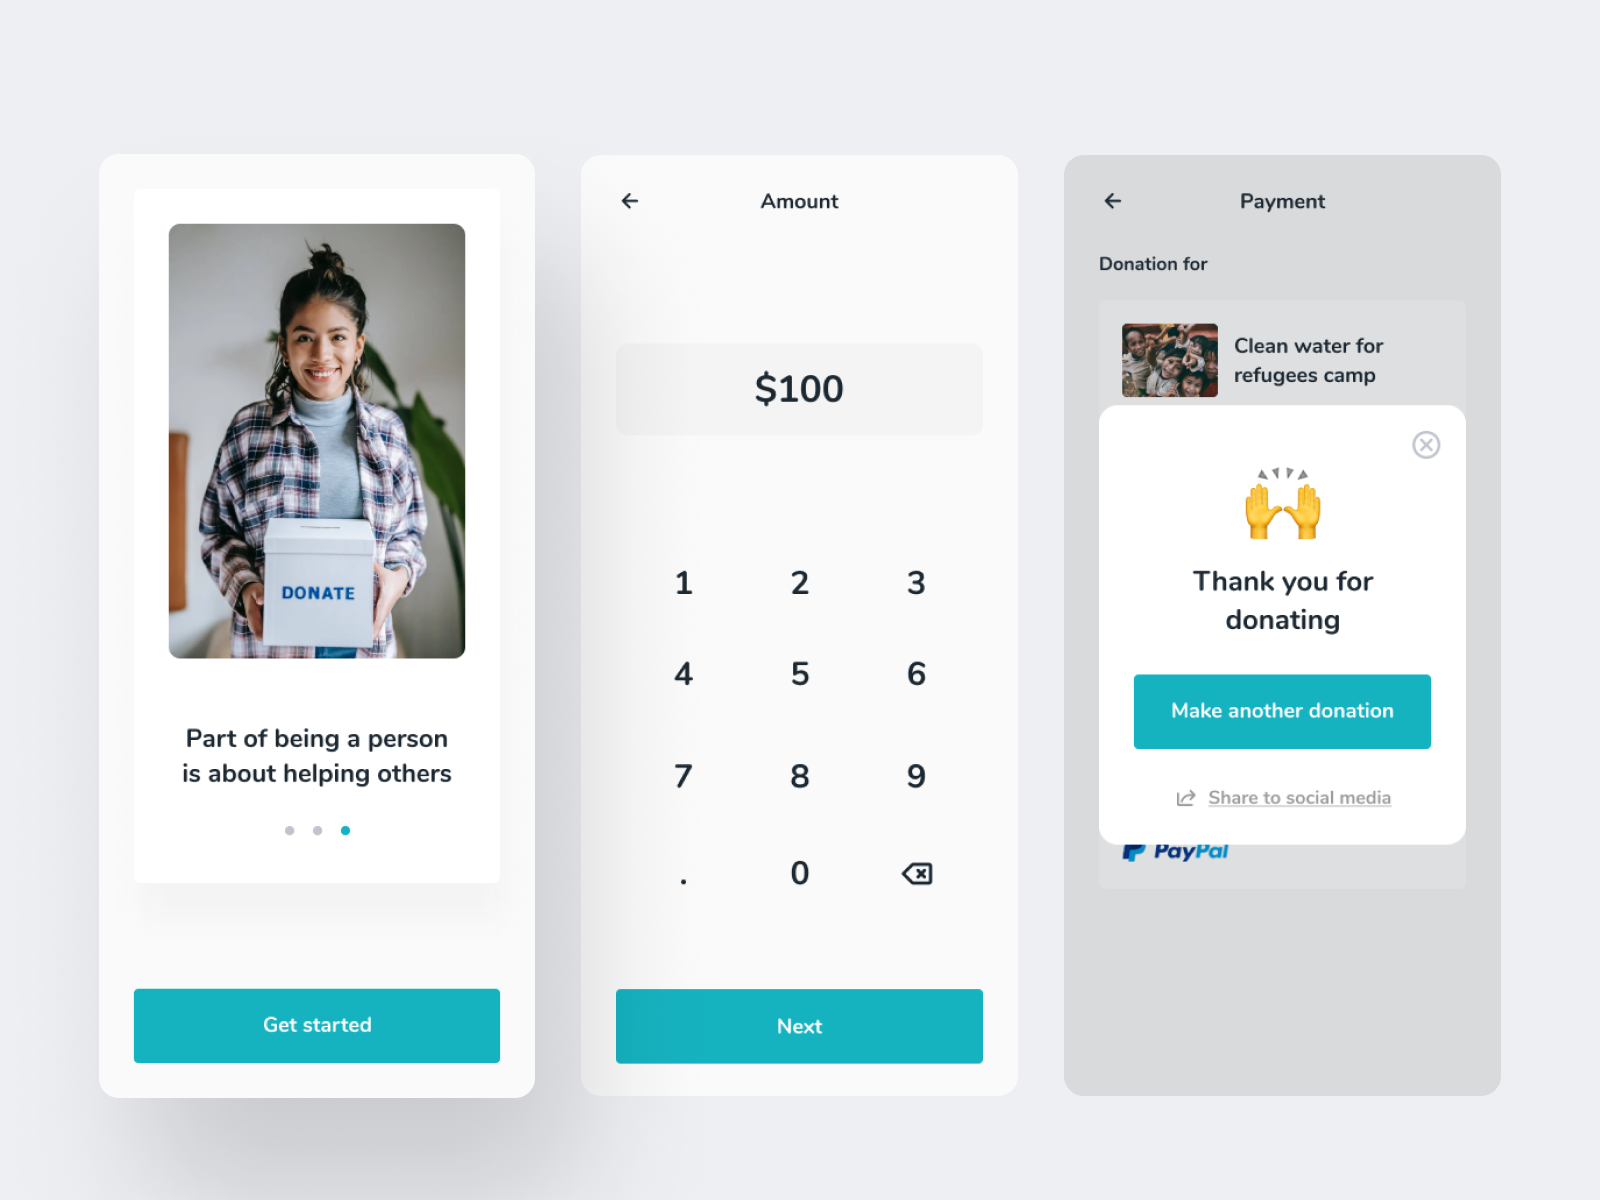 DONATE
Part of being a person
is about helping others
Get started
Amount
$100
1 2 3
4 5 6
7 8 9
. 0
Next
Payment
Donation for
Clean water for
refugees camp
Thank you for
donating
Make another donation
Share to social media
PayPal